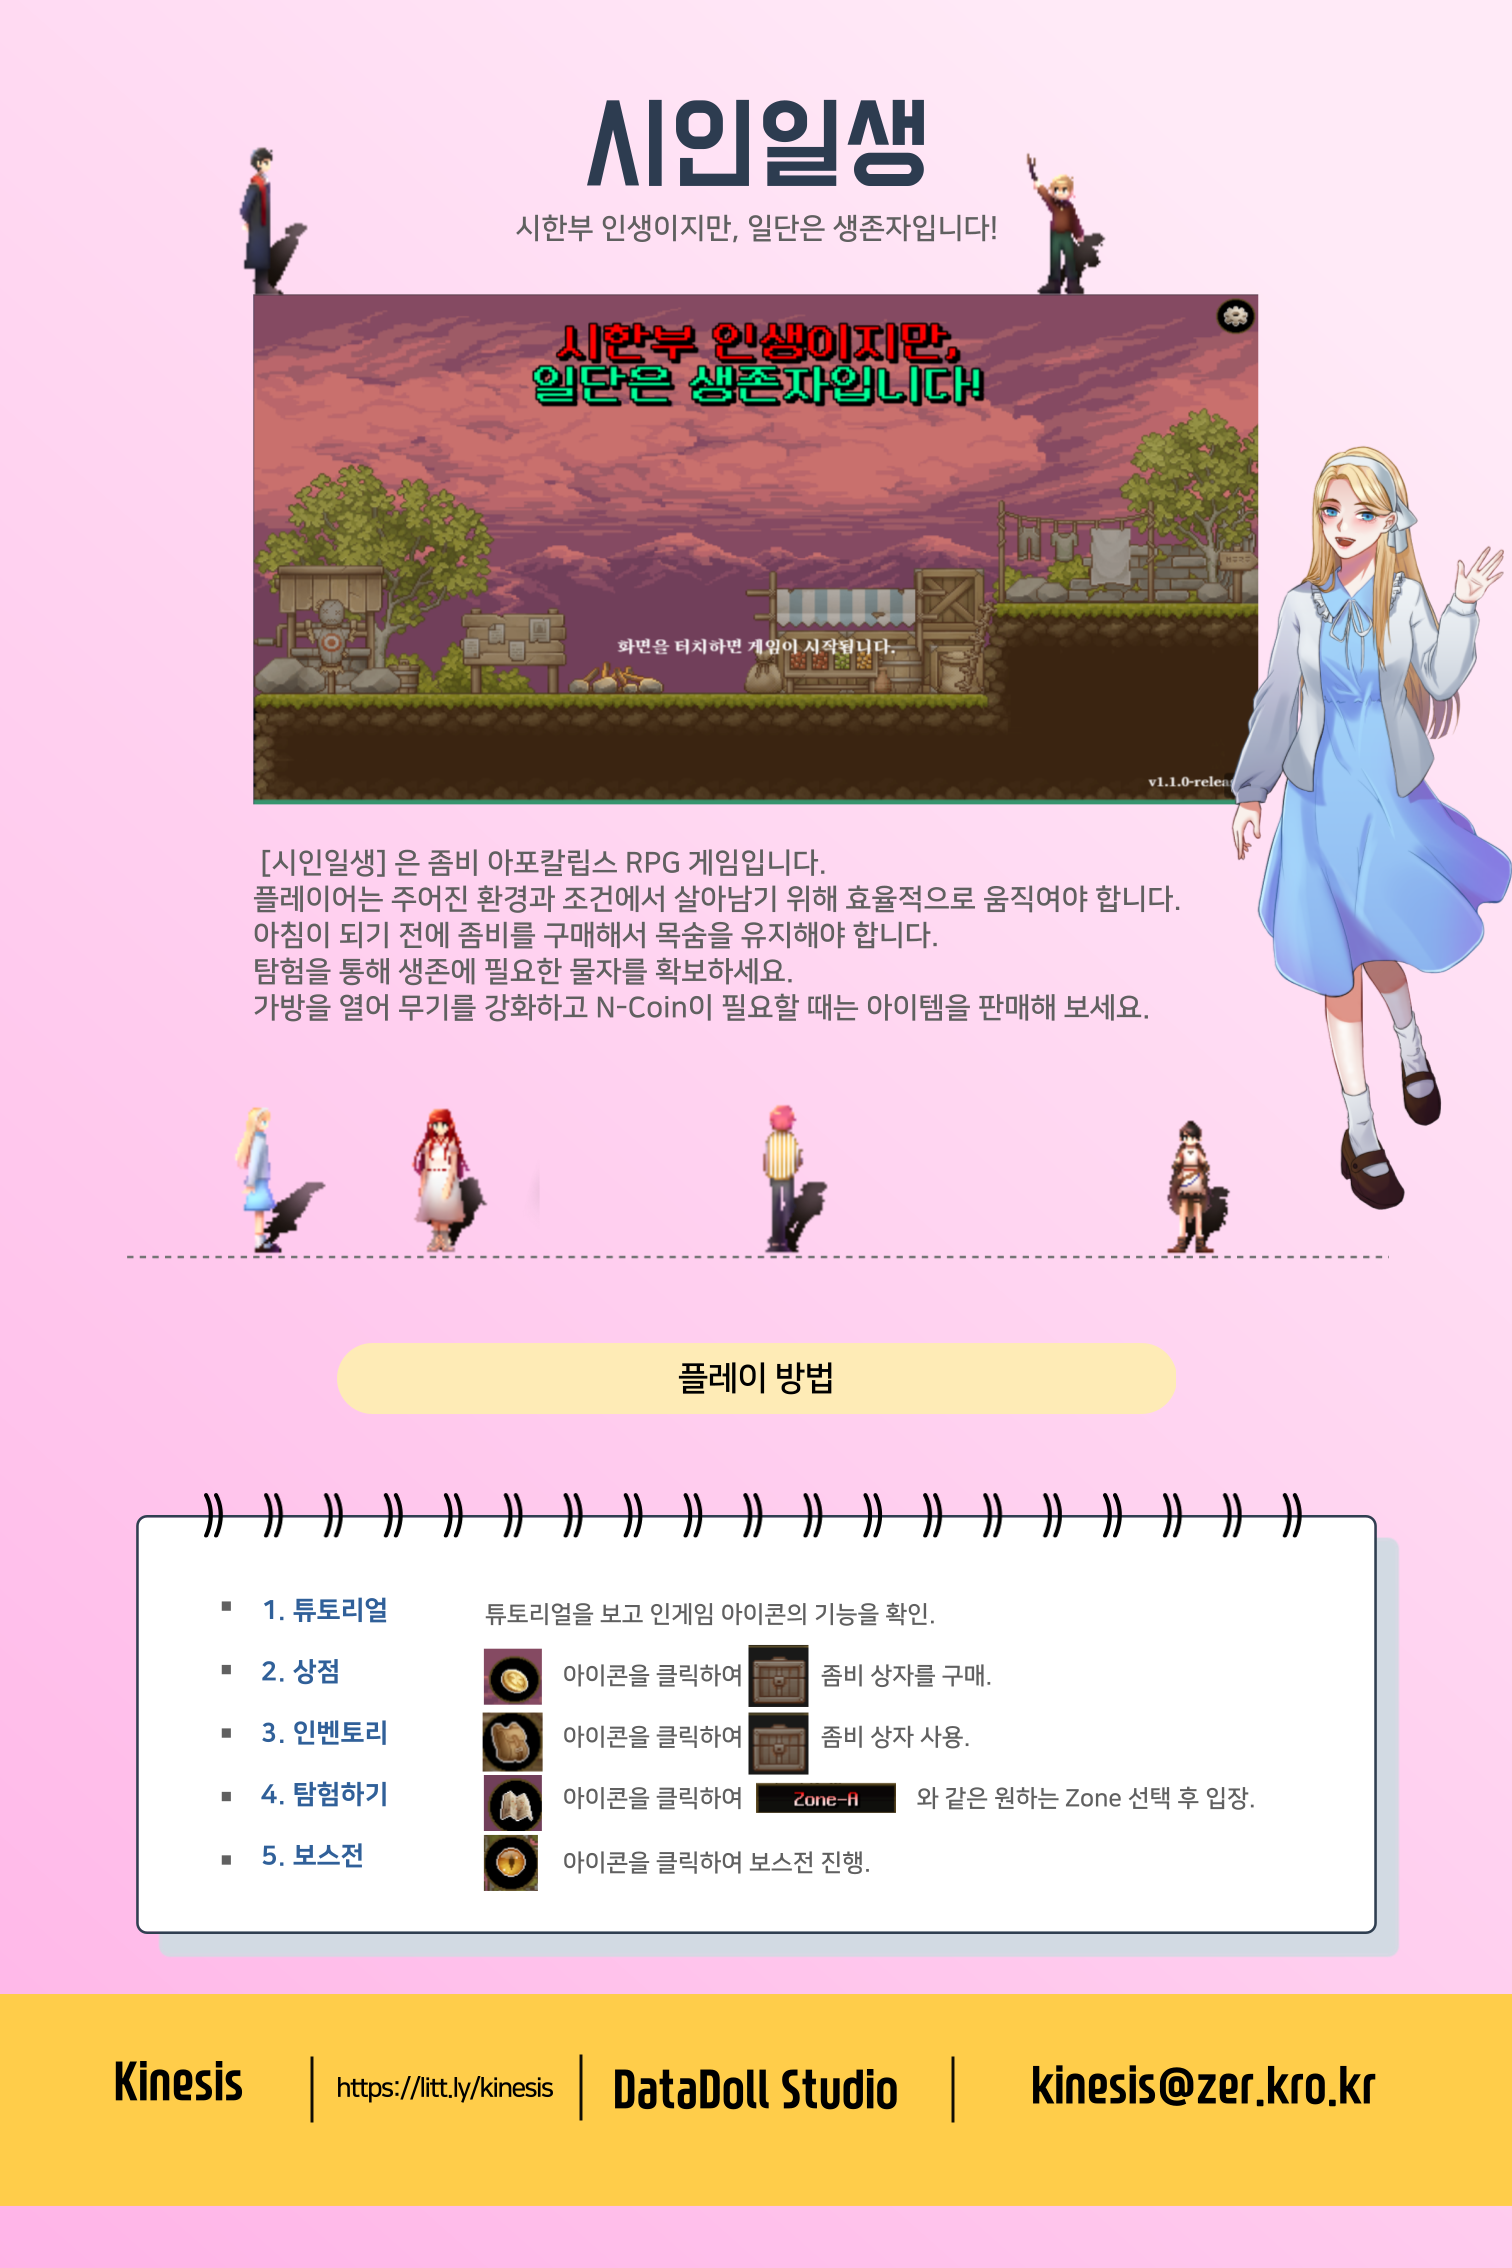 시인일생
시한부 인생이지만, 일단은 생존자입니다!
시한부 인생이지만,
일단은 생존자입니다!
화면을 터치하면 게임이 시작됩니다.
v1.1.0-relea
[시인일생] 은 좀비 아포칼립스 RPG 게임입니다.
플레이어는 주어진 환경과 조건에서 살아남기 위해 효율적으로 움직여야 합니다.
아침이 되기 전에 좀비를 구매해서 목숨을 유지해야 합니다.
탐험을 통해 생존에 필요한 물자를 확보하세요.
가방을 열어 무기를 강화하고 N-Coin이 필요할 때는 아이템을 판매해 보세요.
플레이 방법
1. 튜토리얼 튜토리얼을 보고 인게임 아이콘의 기능을 확인.
2. 상점 아이콘을 클릭하여 좀비 상자를 구매.
3. 인벤토리 아이콘을 클릭하여 좀비 상자 사용.
4. 탐험하기 아이콘을 클릭하여 Zone-A 와 같은 원하는 Zone 선택 후 입장.
5. 보스전 아이콘을 클릭하여 보스전 진행.
Kinesis https://litt.ly/kinesis DataDoll Studio kinesis@zer.kro.kr